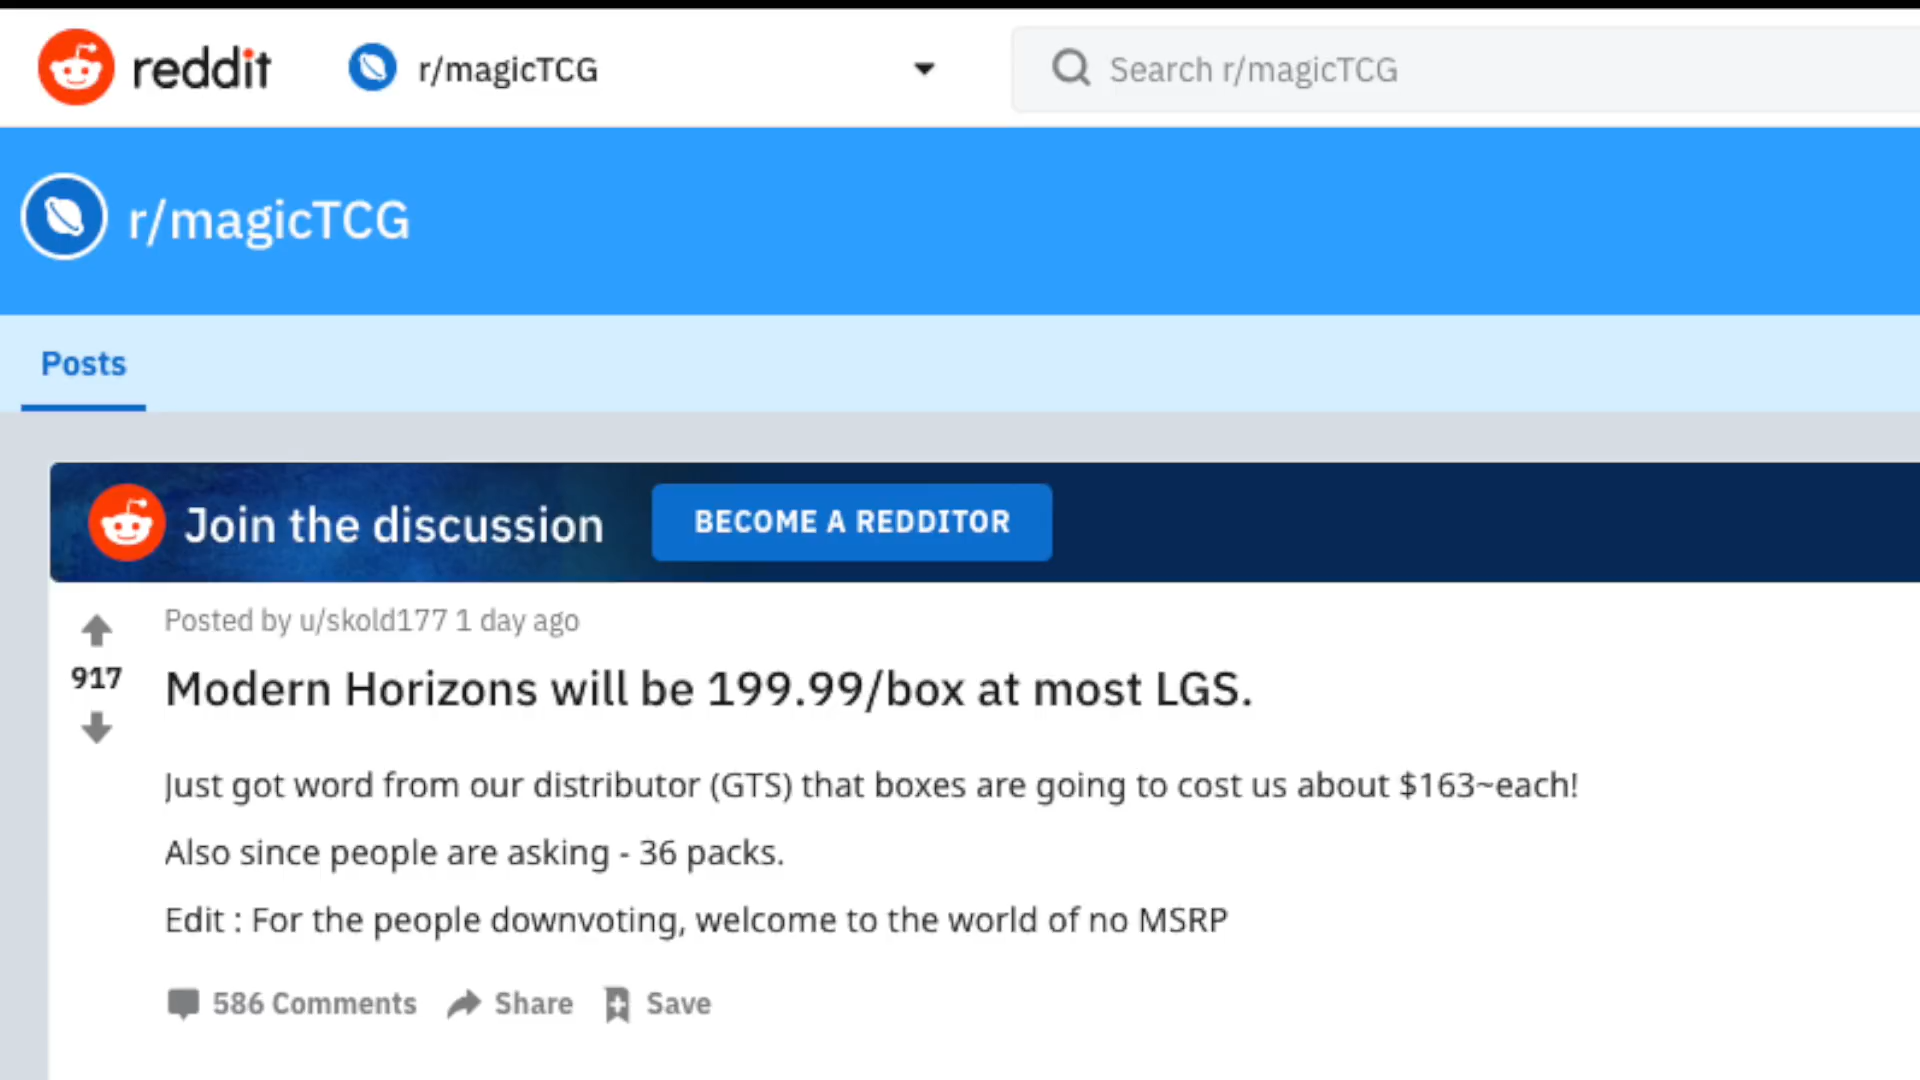 reddit r/magicTCG Search r/magicTCG
r/magicTCG
Posts
Join the discussion BECOME A REDDITOR
Posted by u/skold177 1 day ago
917
Modern Horizons will be 199.99/box at most LGS.
Just got word from our distributor (GTS) that boxes are going to cost us about $163~each!
Also since people are asking - 36 packs.
Edit : For the people downvoting, welcome to the world of no MSRP
586 Comments Share Save